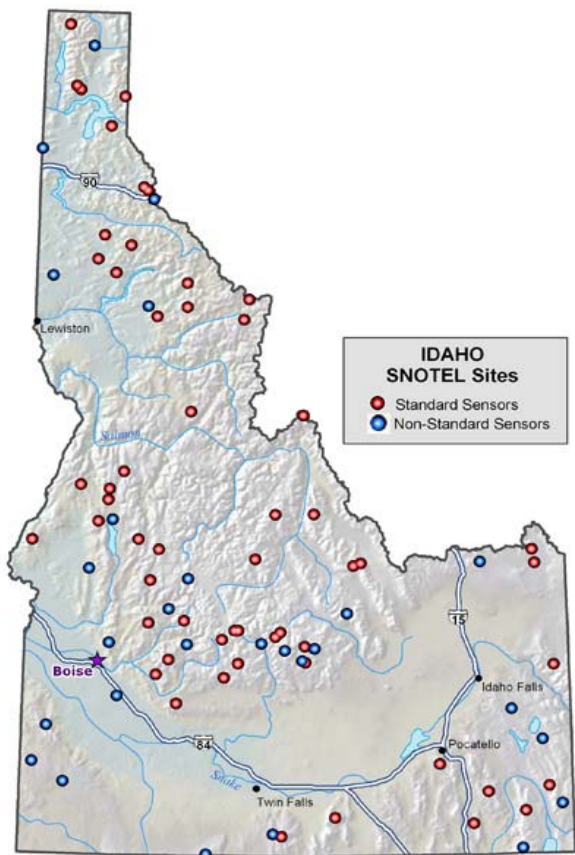 90
Lewiston
IDAHO
SNOTEL Sites
Standard Sensors
Non-Standard Sensors
Salmon
15
Boise
Idaho Falls
84
Pocatello
Snake
Twin Falls